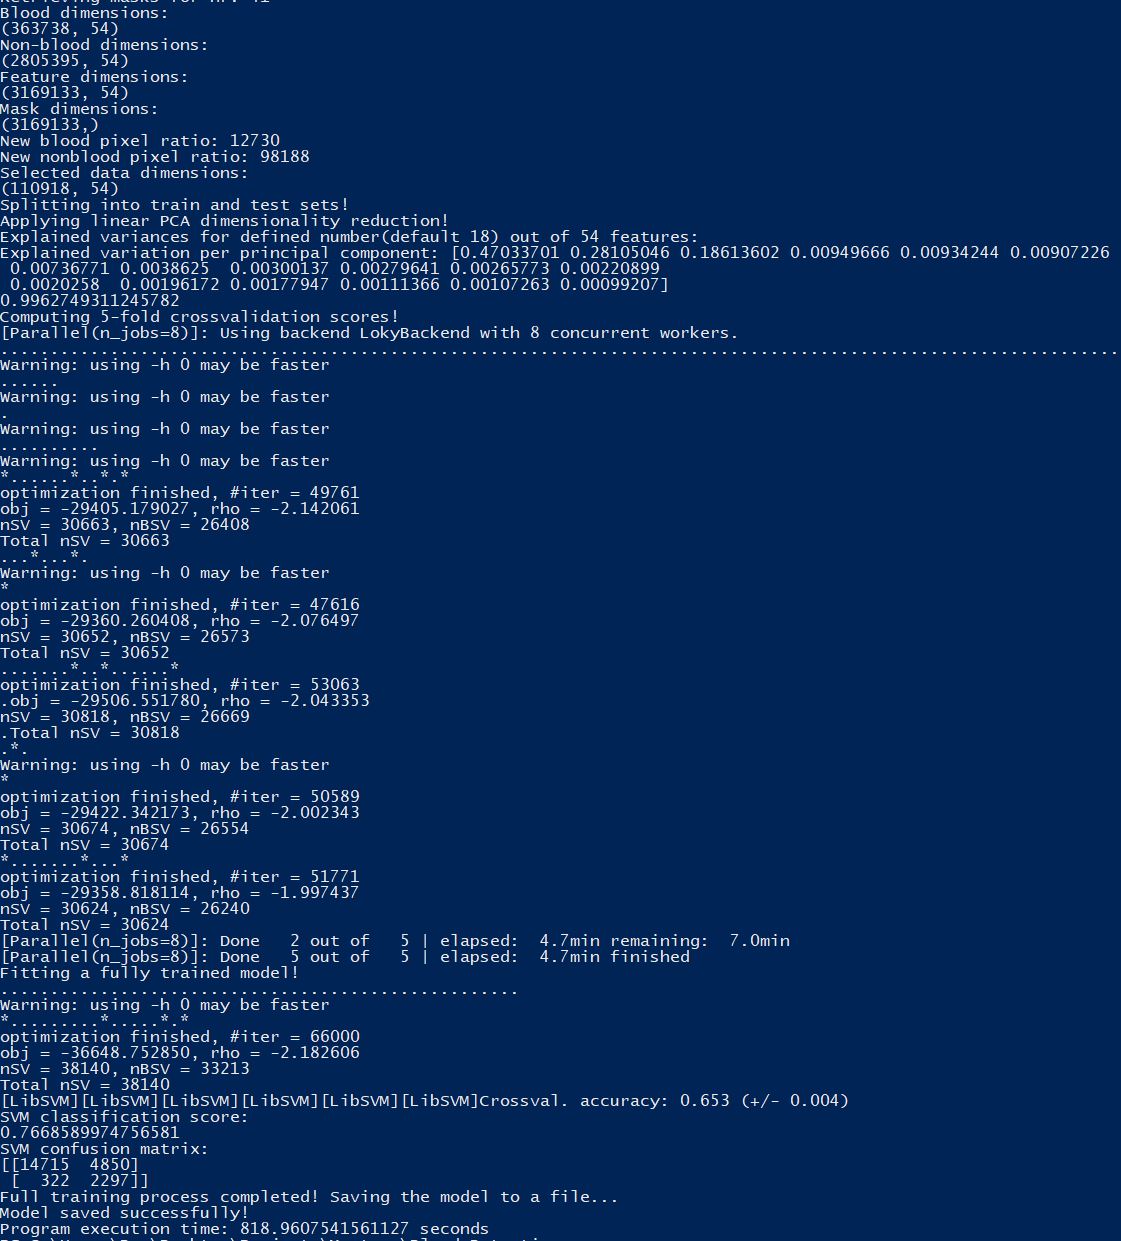 Retrieving masks for nr. 41
Blood dimensions:
(363738, 54)
Non-blood dimensions:
(2805395, 54)
Feature dimensions:
(3169133, 54)
Mask dimensions:
(3169133,)
New blood pixel ratio: 12730
New nonblood pixel ratio: 98188
Selected data dimensions:
(110918, 54)
Splitting into train and test sets!
Applying linear PCA dimensionality reduction!
Explained variances for defined number(default 18) out of 54 features:
Explained variation per principal component: [0.47033701 0.28105046 0.18613602 0.00949666 0.00934244 0.00907226
 0.00736771 0.0038625  0.00300137 0.00279641 0.00265773 0.00220899
 0.0020258  0.00196172 0.00177947 0.00111366 0.00107263 0.00099207]
0.9962749311245782
Computing 5-fold crossvalidation scores!
[Parallel(n_jobs=8)]: Using backend LokyBackend with 8 concurrent workers.
................................................................................................................
Warning: using -h 0 may be faster
......
Warning: using -h 0 may be faster
.
Warning: using -h 0 may be faster
..........
Warning: using -h 0 may be faster
*......*..*.*
optimization finished, #iter = 49761
obj = -29405.179027, rho = -2.142061
nSV = 30663, nBSV = 26408
Total nSV = 30663
...*...*.
Warning: using -h 0 may be faster
*
optimization finished, #iter = 47616
obj = -29360.260408, rho = -2.076497
nSV = 30652, nBSV = 26573
Total nSV = 30652
.......*..*......*
optimization finished, #iter = 53063
.obj = -29506.551780, rho = -2.043353
nSV = 30818, nBSV = 26669
.Total nSV = 30818
.*.
Warning: using -h 0 may be faster
*
optimization finished, #iter = 50589
obj = -29422.342173, rho = -2.002343
nSV = 30674, nBSV = 26554
Total nSV = 30674
*.......*...*
optimization finished, #iter = 51771
obj = -29358.818114, rho = -1.997437
nSV = 30624, nBSV = 26240
Total nSV = 30624
[Parallel(n_jobs=8)]: Done   2 out of   5 | elapsed:  4.7min remaining:  7.0min
[Parallel(n_jobs=8)]: Done   5 out of   5 | elapsed:  4.7min finished
Fitting a fully trained model!
....................................................
Warning: using -h 0 may be faster
*.........*.....*.*
optimization finished, #iter = 66000
obj = -36648.752850, rho = -2.182606
nSV = 38140, nBSV = 33213
Total nSV = 38140
[LibSVM][LibSVM][LibSVM][LibSVM][LibSVM][LibSVM]Crossval. accuracy: 0.653 (+/- 0.004)
SVM classification score:
0.7668589974756581
SVM confusion matrix:
[[14715  4850]
 [  322  2297]]
Full training process completed! Saving the model to a file...
Model saved successfully!
Program execution time: 818.9607541561127 seconds